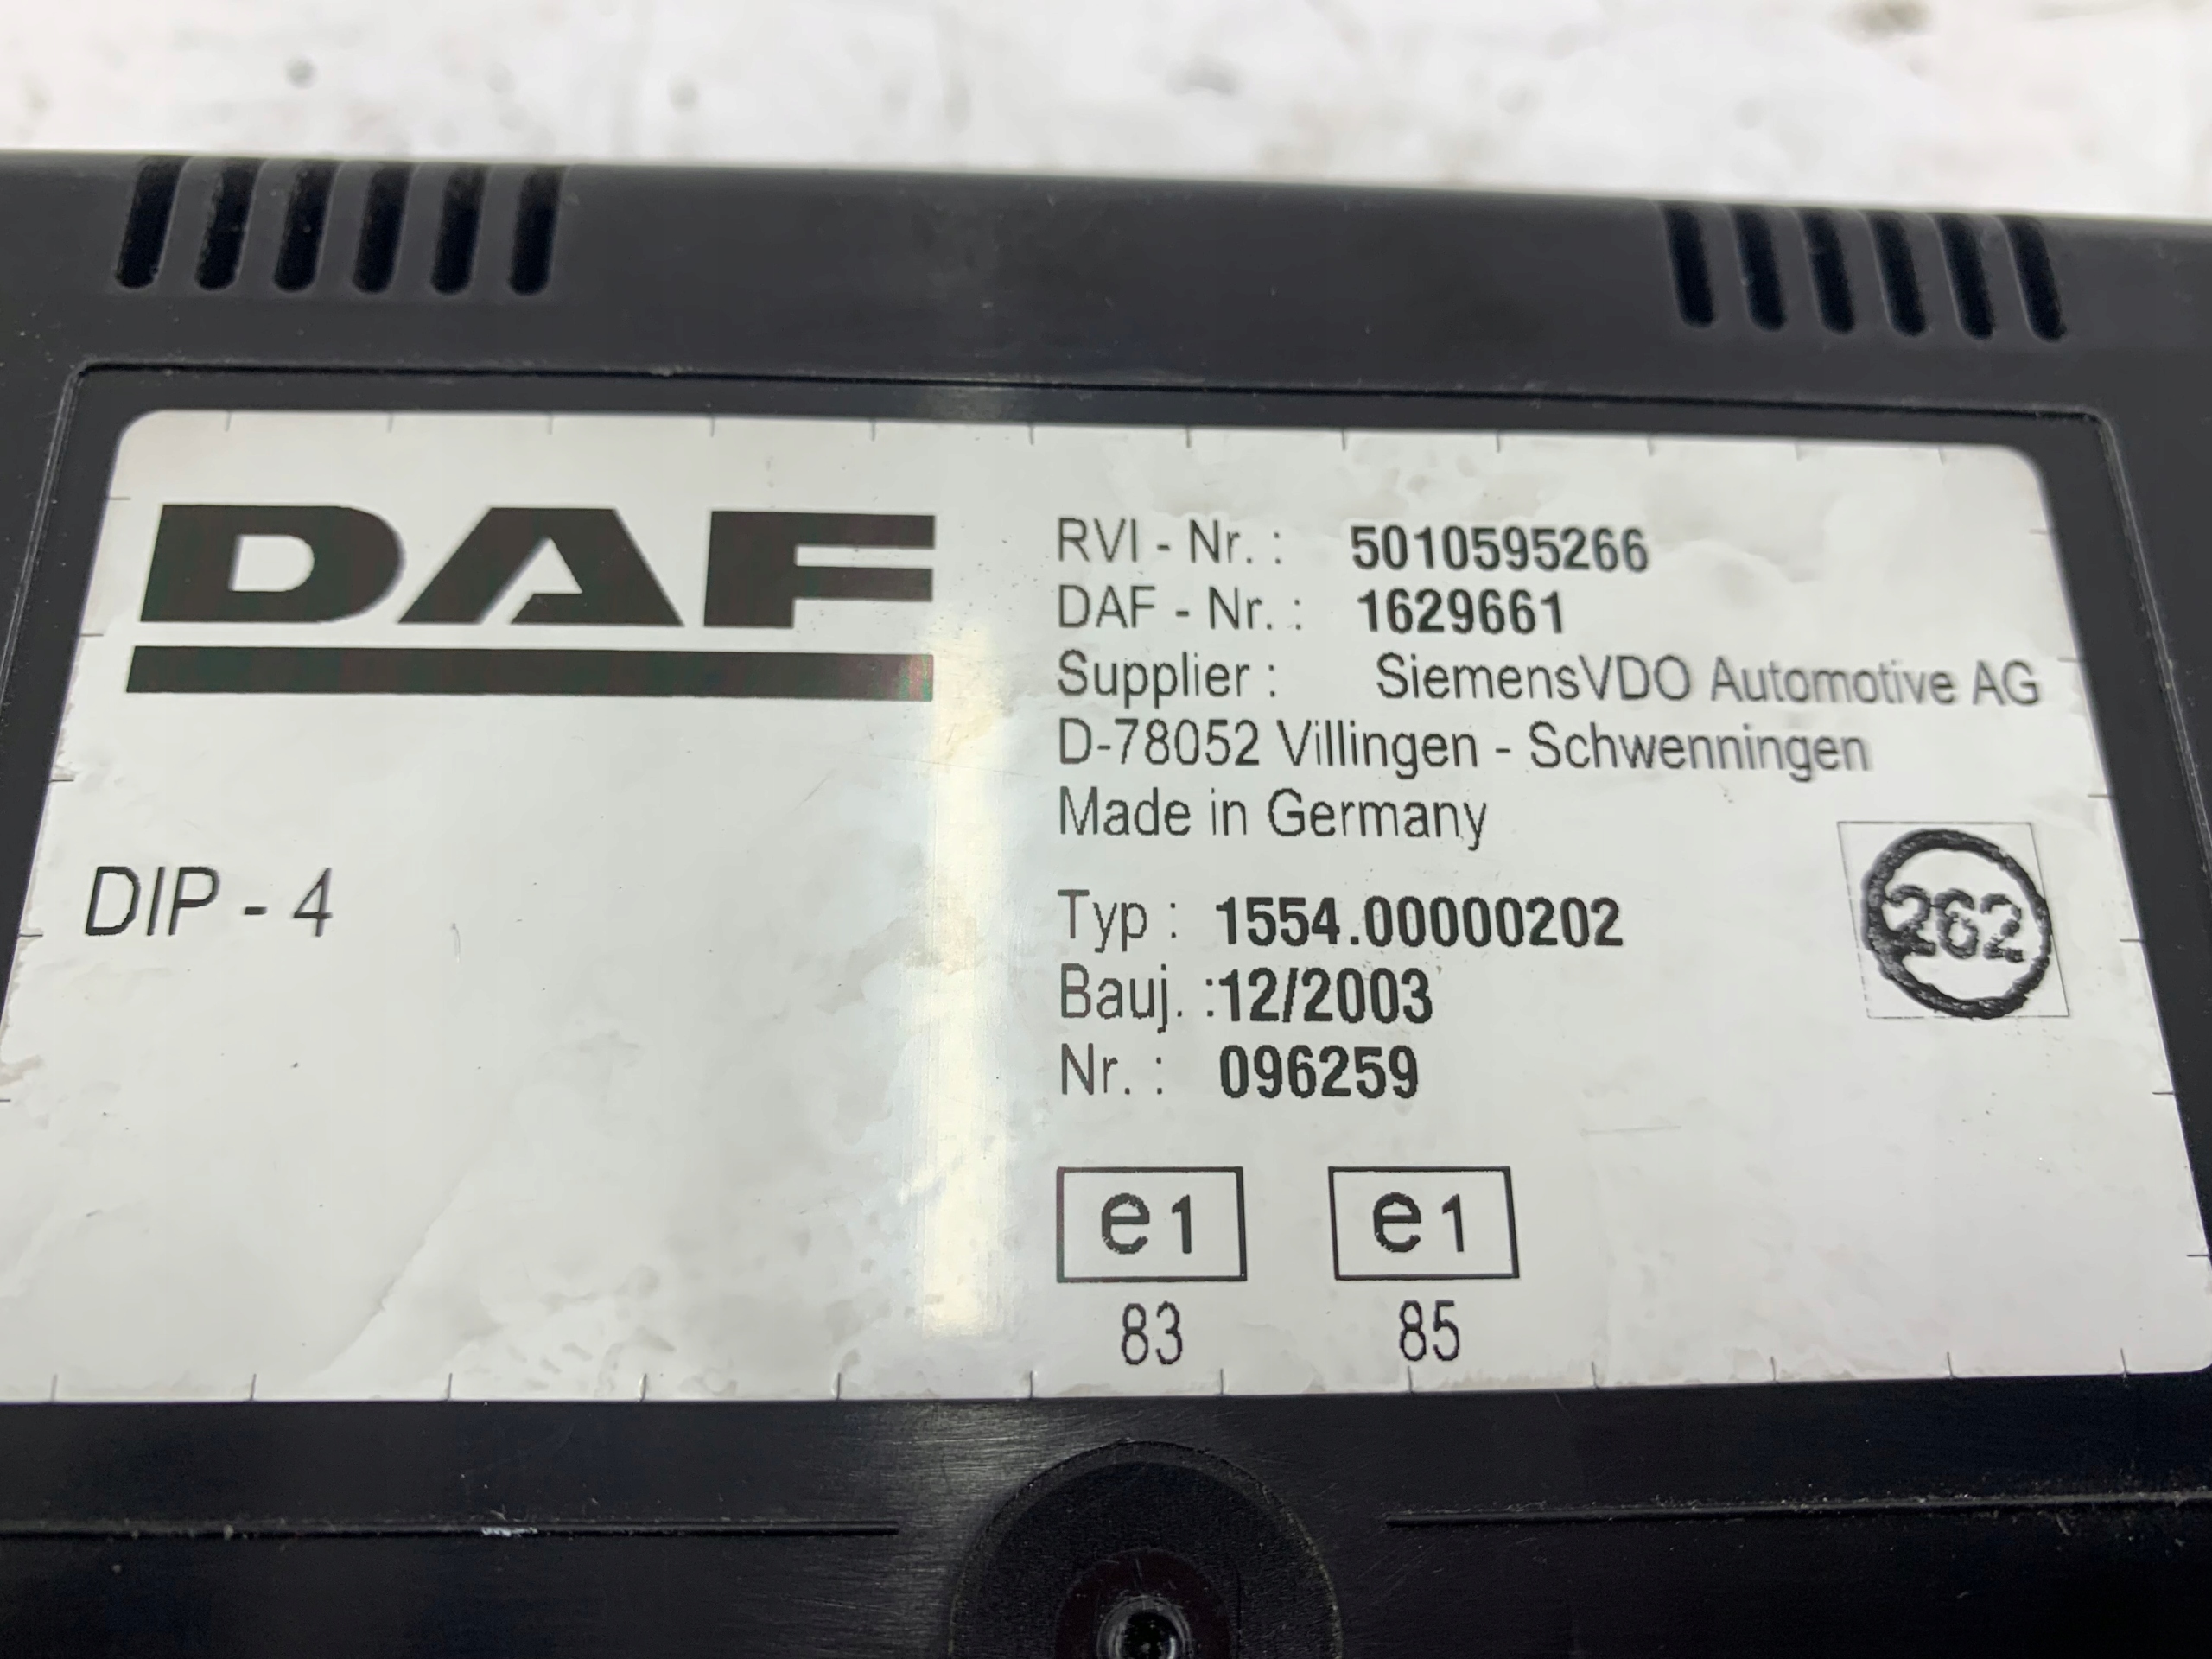 DAF
DIP - 4
RVI - Nr. : 5010595266
DAF - Nr. : 1629661
Supplier : SiemensVDO Automotive AG
D-78052 Villingen - Schwenningen
Made in Germany
Typ : 1554.00000202
Bauj. :12/2003
Nr. : 096259
262
e1 e1
83 85